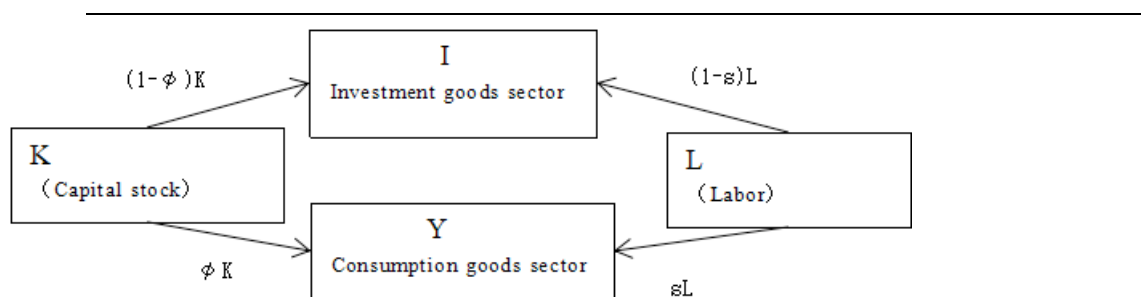 I
Investment goods sector
(1-φ)K
(1-s)L
K
(Capital stock)
L
(Labor)
Y
Consumption goods sector
φK
sL